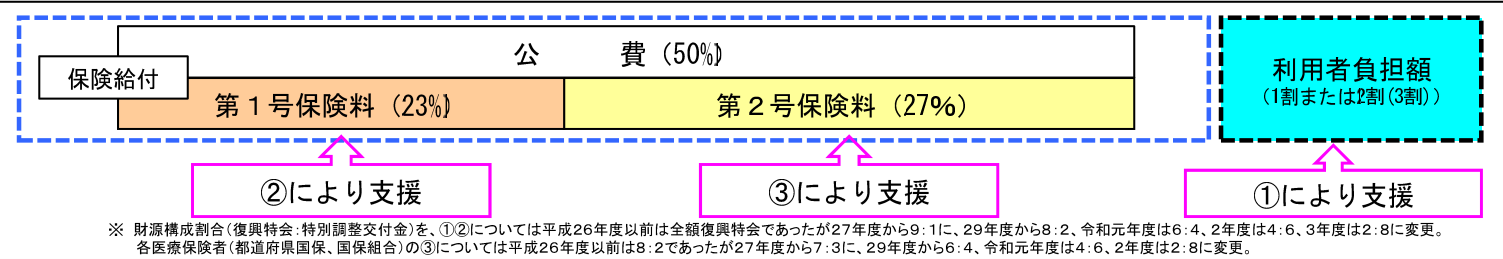 公　　　費（50％）
保険給付
第１号保険料（23％）
第２号保険料（27％）
利用者負担額
（1割または2割（3割））
②により支援
③により支援
①により支援
※ 財源構成割合（復興特会：特別調整交付金）を、①②については平成26年度以前は全額復興特会であったが27年度から9：1に、29年度から8：2、令和元年度は6：4、2年度は4：6、3年度は2：8に変更。
各医療保険者（都道府県国保、国保組合）の③については平成26年度以前は8：2であったが27年度から7：3に、29年度から6：4、令和元年度は4：6、2年度は2：8に変更。